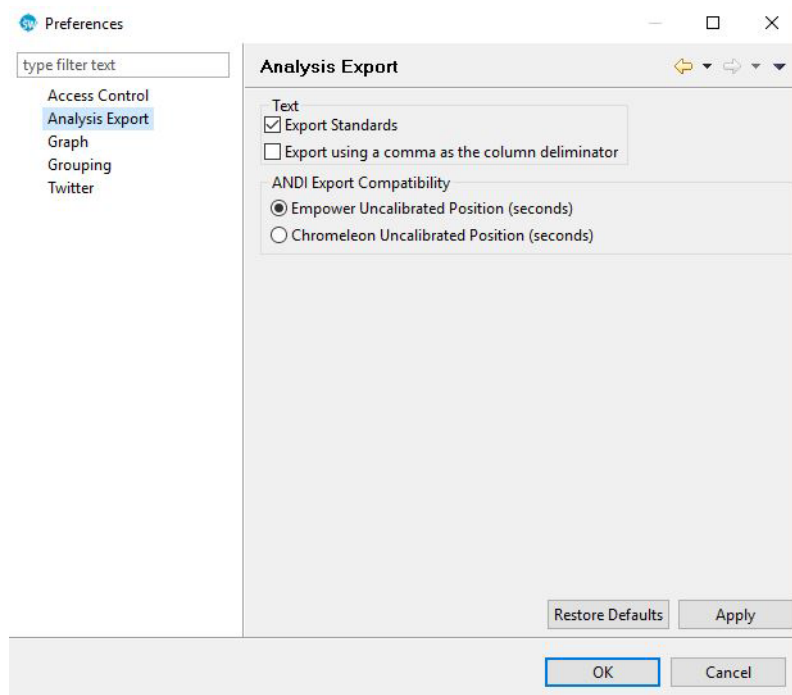 SW Preferences
type filter text
Access Control
Analysis Export
Graph
Grouping
Twitter
Analysis Export
Text
Export Standards
Export using a comma as the column deliminator
ANDI Export Compatibility
Empower Uncalibrated Position (seconds)
Chromeleon Uncalibrated Position (seconds)
Restore Defaults Apply
OK Cancel